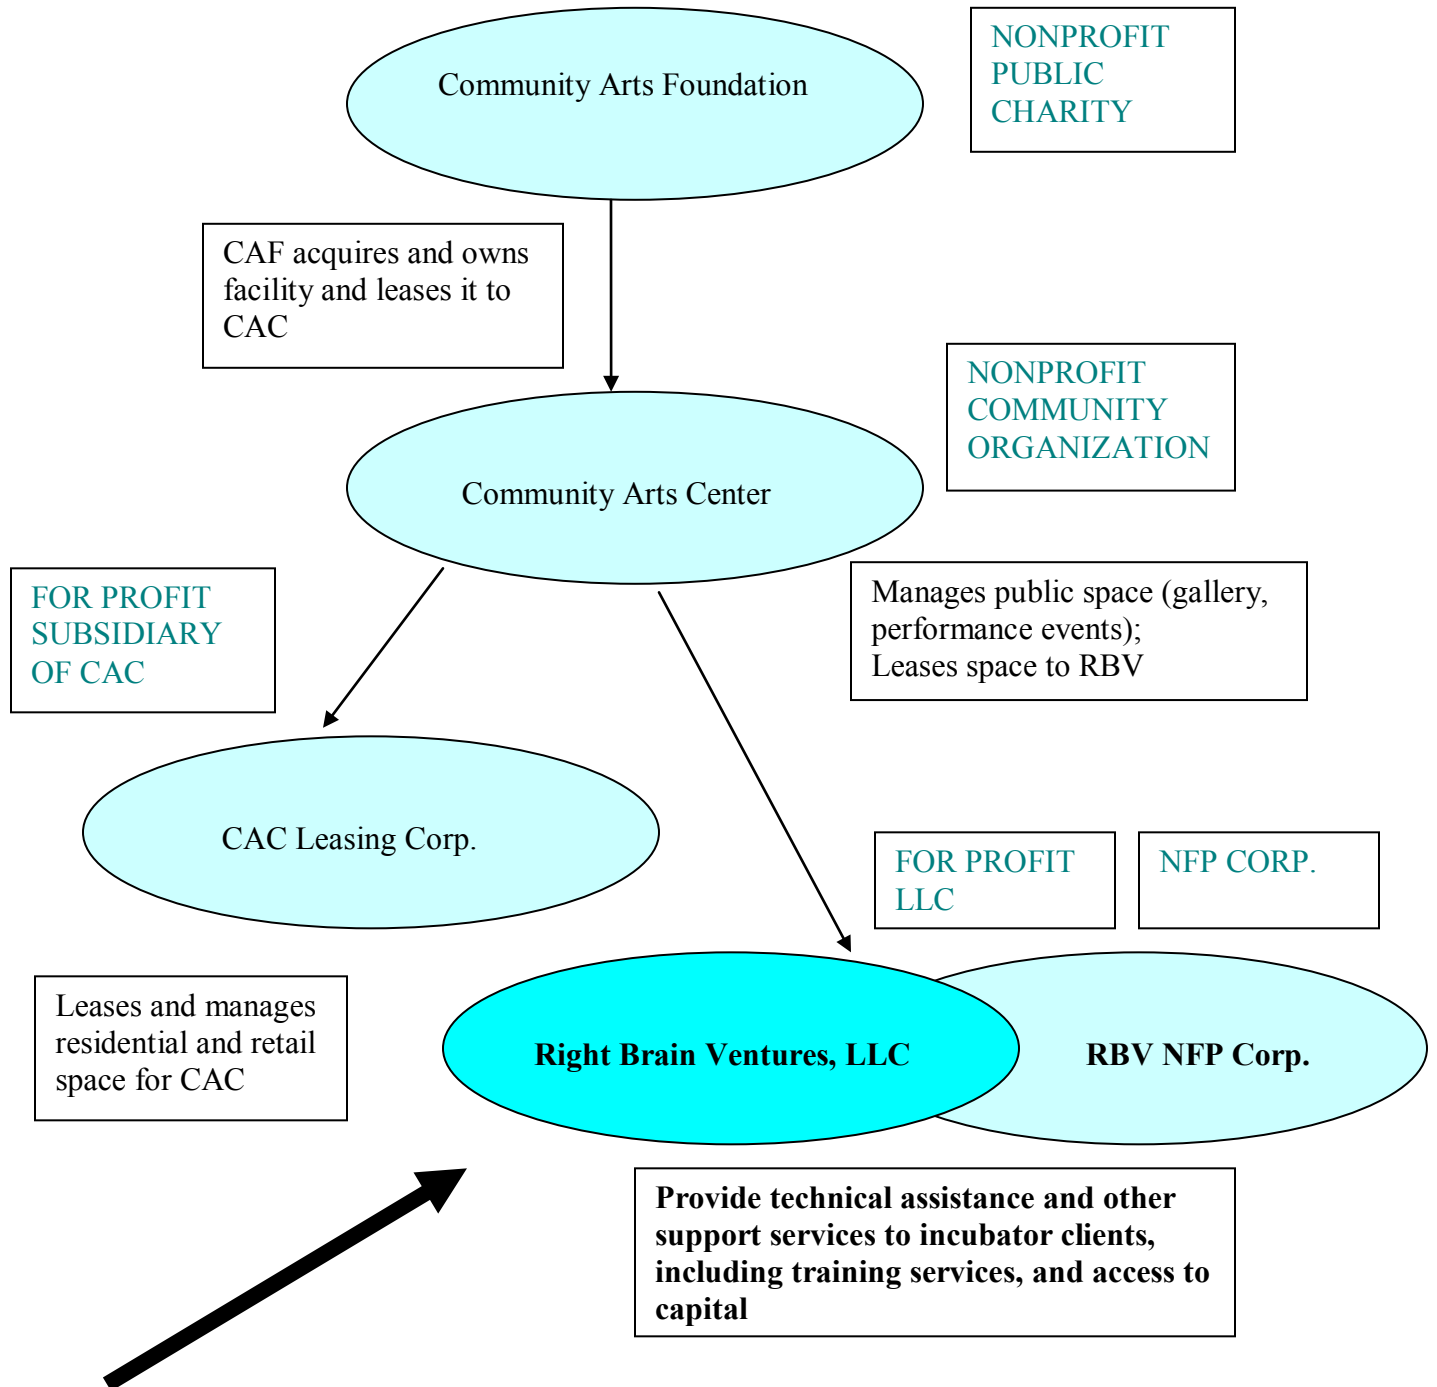 Community Arts Foundation
NONPROFIT
PUBLIC
CHARITY
CAF acquires and owns
facility and leases it to
CAC
NONPROFIT
COMMUNITY
ORGANIZATION
Community Arts Center
FOR PROFIT
SUBSIDIARY
OF CAC
Manages public space (gallery,
performance events);
Leases space to RBV
CAC Leasing Corp.
FOR PROFIT
LLC
NFP CORP.
Leases and manages
residential and retail
space for CAC
Right Brain Ventures, LLC
RBV NFP Corp.
Provide technical assistance and other
support services to incubator clients,
including training services, and access to
capital